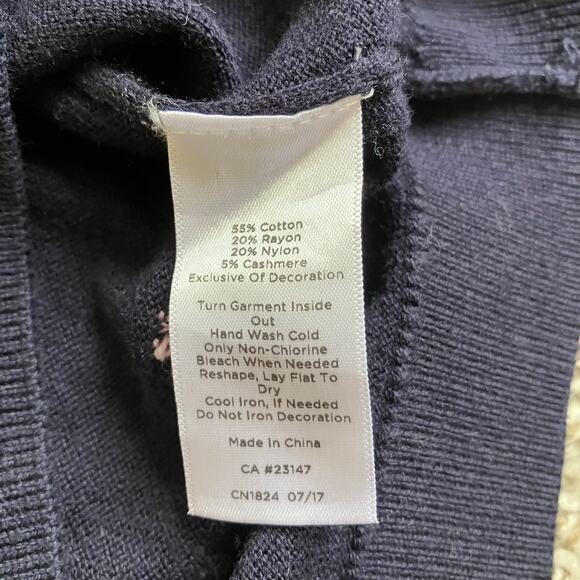 55% Cotton
20% Rayon
20% Nylon
5% Cashmere
Exclusive Of Decoration
Turn Garment Inside
Out
Hand Wash Cold
Only Non-Chlorine
Bleach When Needed
Reshape, Lay Flat To
Dry
Cool Iron, If Needed
Do Not Iron Decoration
Made In China
CA #23147
CN1824 07/17